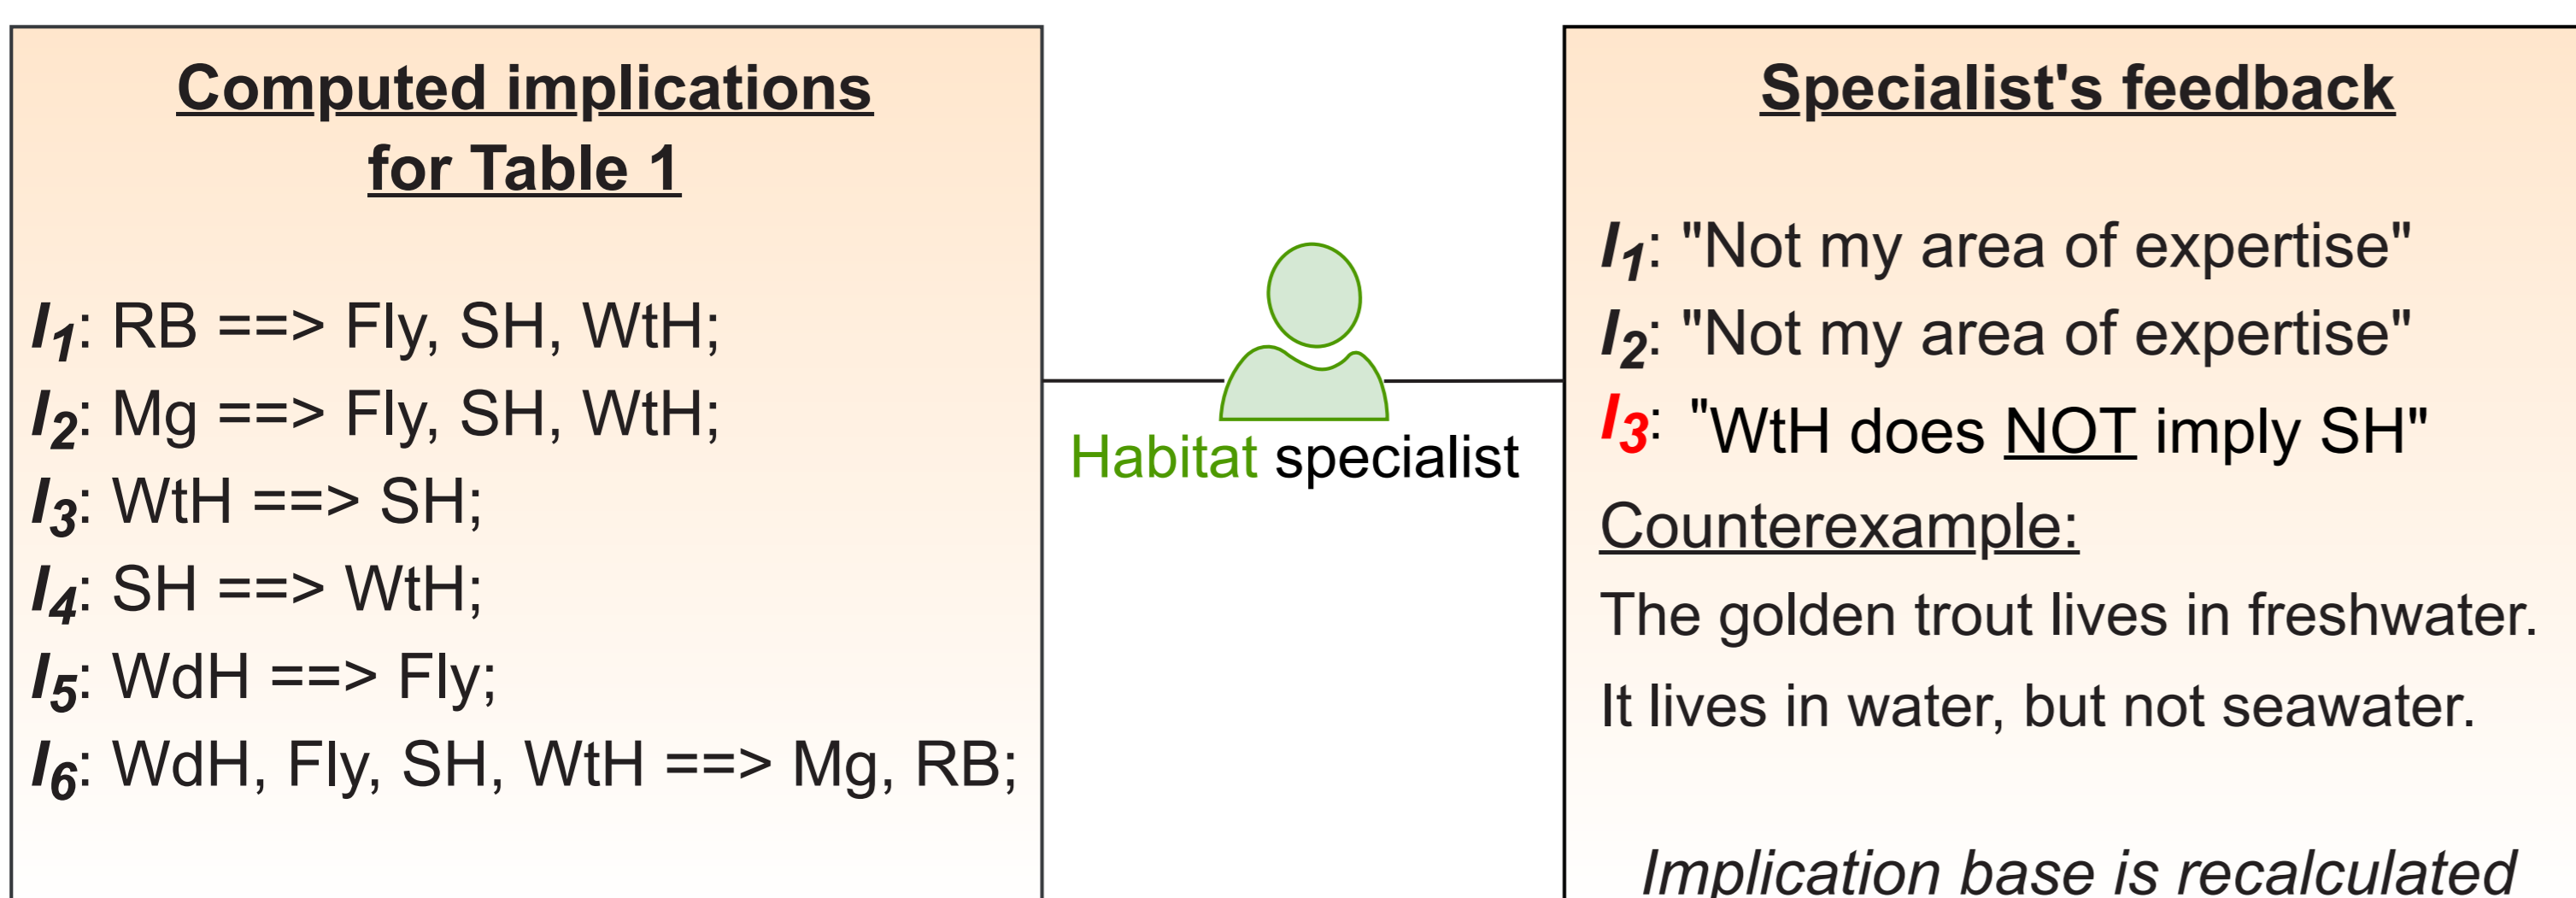 Computed implications
for Table 1
I1: RB ==> Fly, SH, WtH;
I2: Mg ==> Fly, SH, WtH;
I3: WtH ==> SH;
I4: SH ==> WtH;
I5: WdH ==> Fly;
I6: WdH, Fly, SH, WtH ==> Mg, RB;
Habitat specialist
Specialist's feedback
I1: "Not my area of expertise"
I2: "Not my area of expertise"
I3: "WtH does NOT imply SH"
Counterexample:
The golden trout lives in freshwater.
It lives in water, but not seawater.
Implication base is recalculated